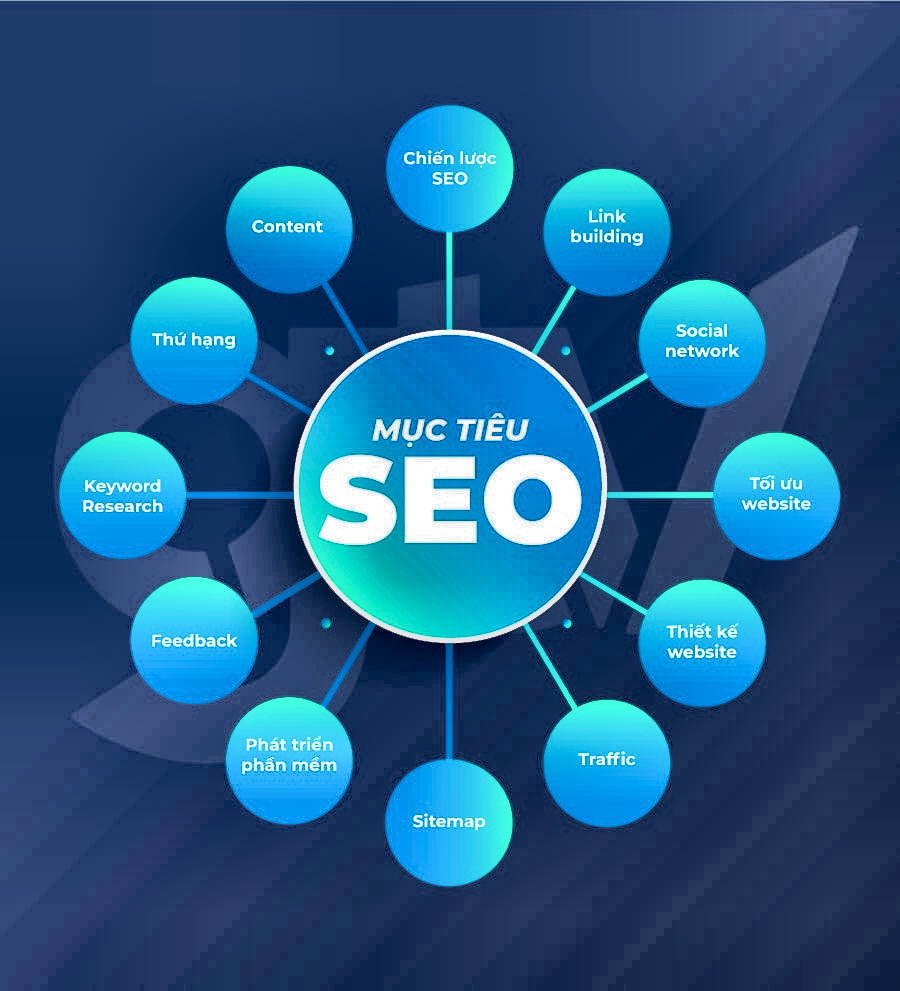 Chiến lược
SEO
Link
building
Social
network
Tối ưu
website
Thiết kế
website
Traffic
Sitemap
Phát triển
phần mềm
Feedback
Keyword
Research
Thứ hạng
Content
MỤC TIÊU
SEO